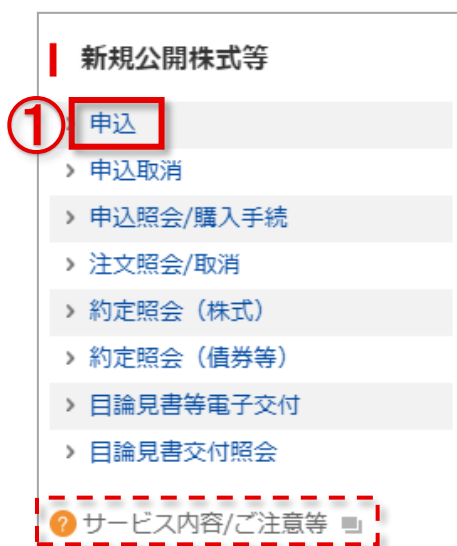 新規公開株式等
① 申込
申込取消
申込照会/購入手続
注文照会/取消
約定照会（株式）
約定照会（債券等）
目論見書等電子交付
目論見書交付照会
? サービス内容/ご注意等